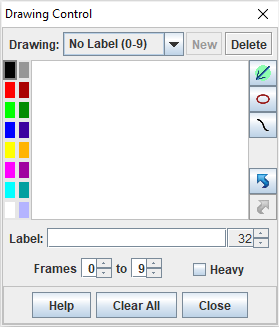 Drawing Control
Drawing: No Label (0-9) New Delete
Label: 32
Frames 0 to 9 Heavy
Help Clear All Close